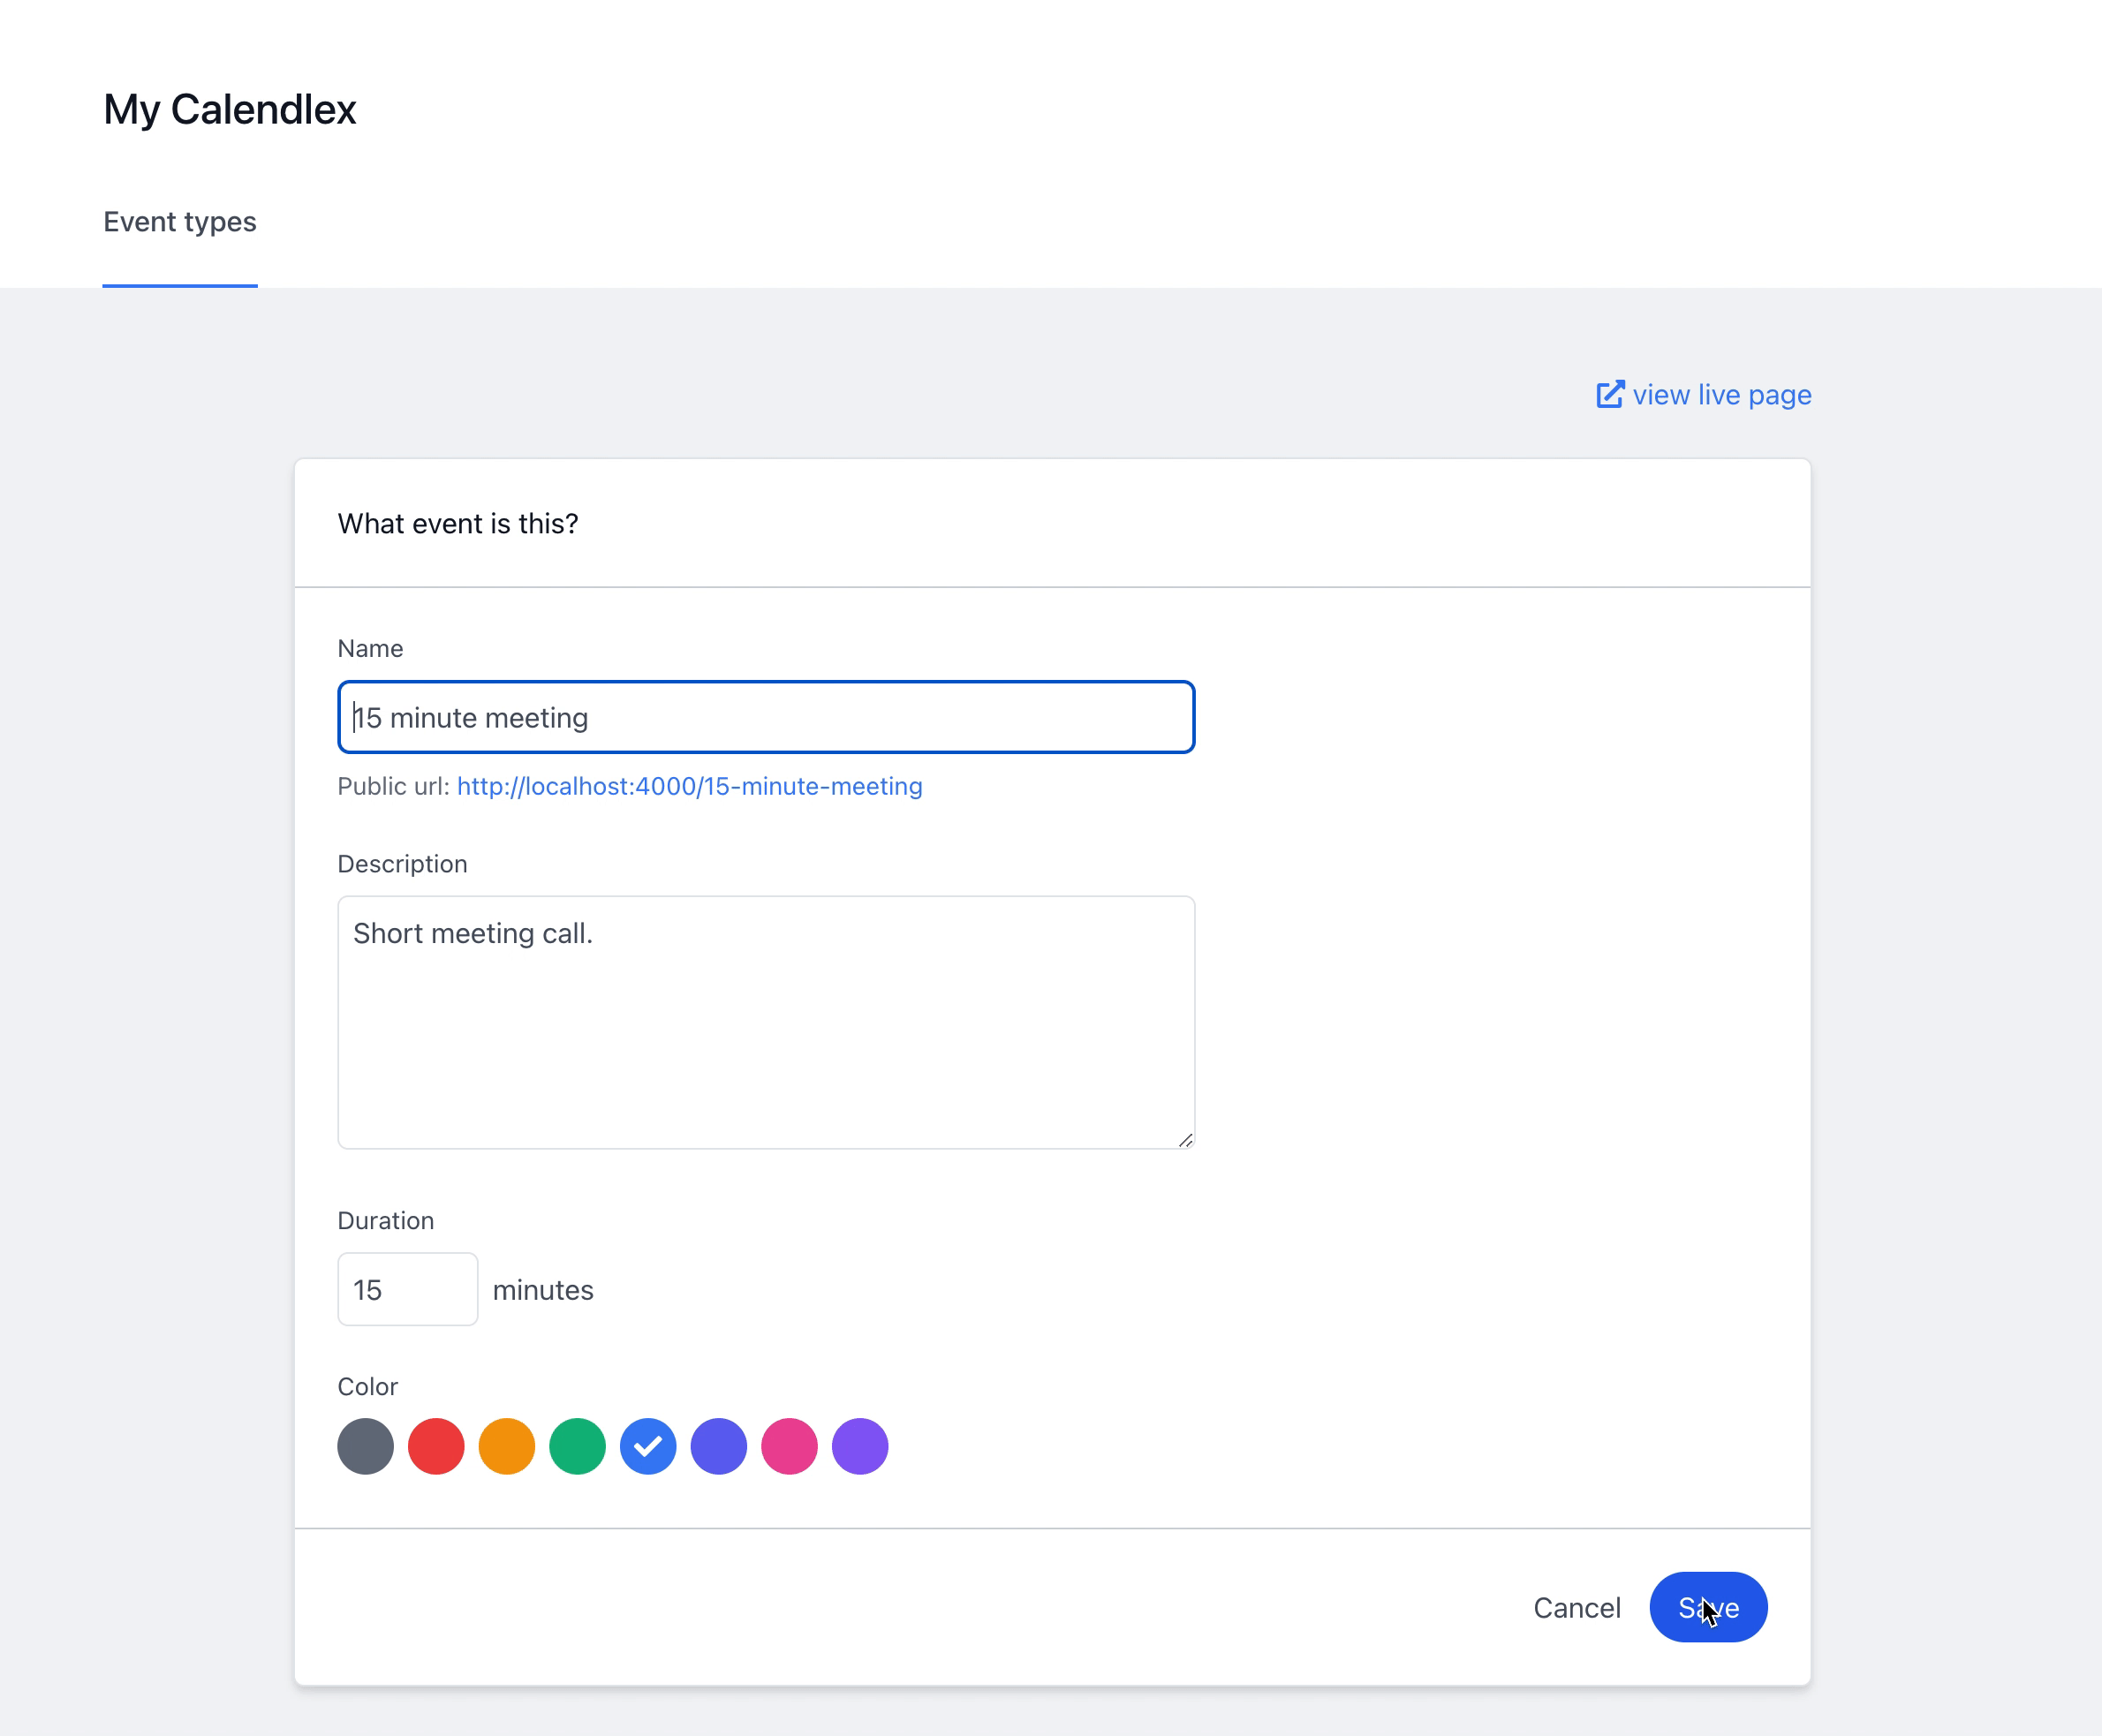 My Calendlex
Event types
view live page
What event is this?
Name
15 minute meeting
Public url: http://localhost:4000/15-minute-meeting
Description
Short meeting call.
Duration
15 minutes
Color
Cancel Save